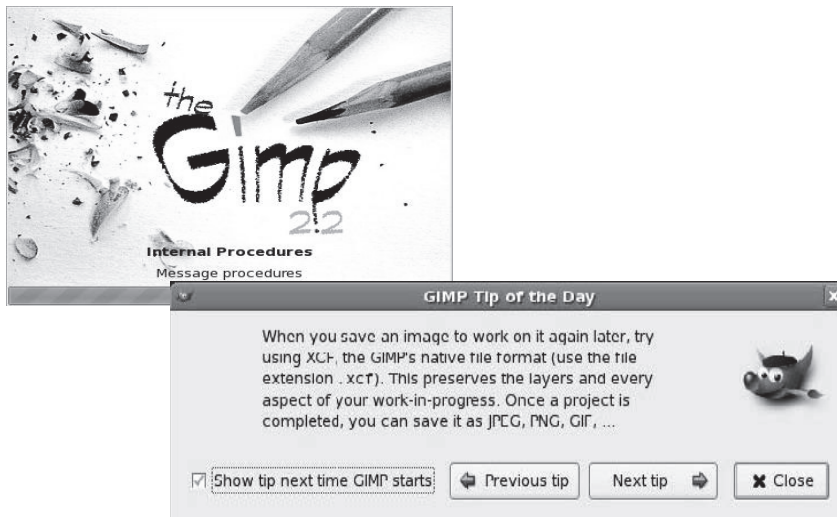 the
Gimp
2.2
Internal Procedures
Message procedures
GIMP Tip of the Day
When you save an image to work on it again later, try
using XCF, the GIMP's native file format (use the file
extension .xcf). This preserves the layers and every
aspect of your work-in-progress. Once a project is
completed, you can save it as JPEG, PNG, GIF, ...
Show tip next time GIMP starts
Previous tip
Next tip
Close